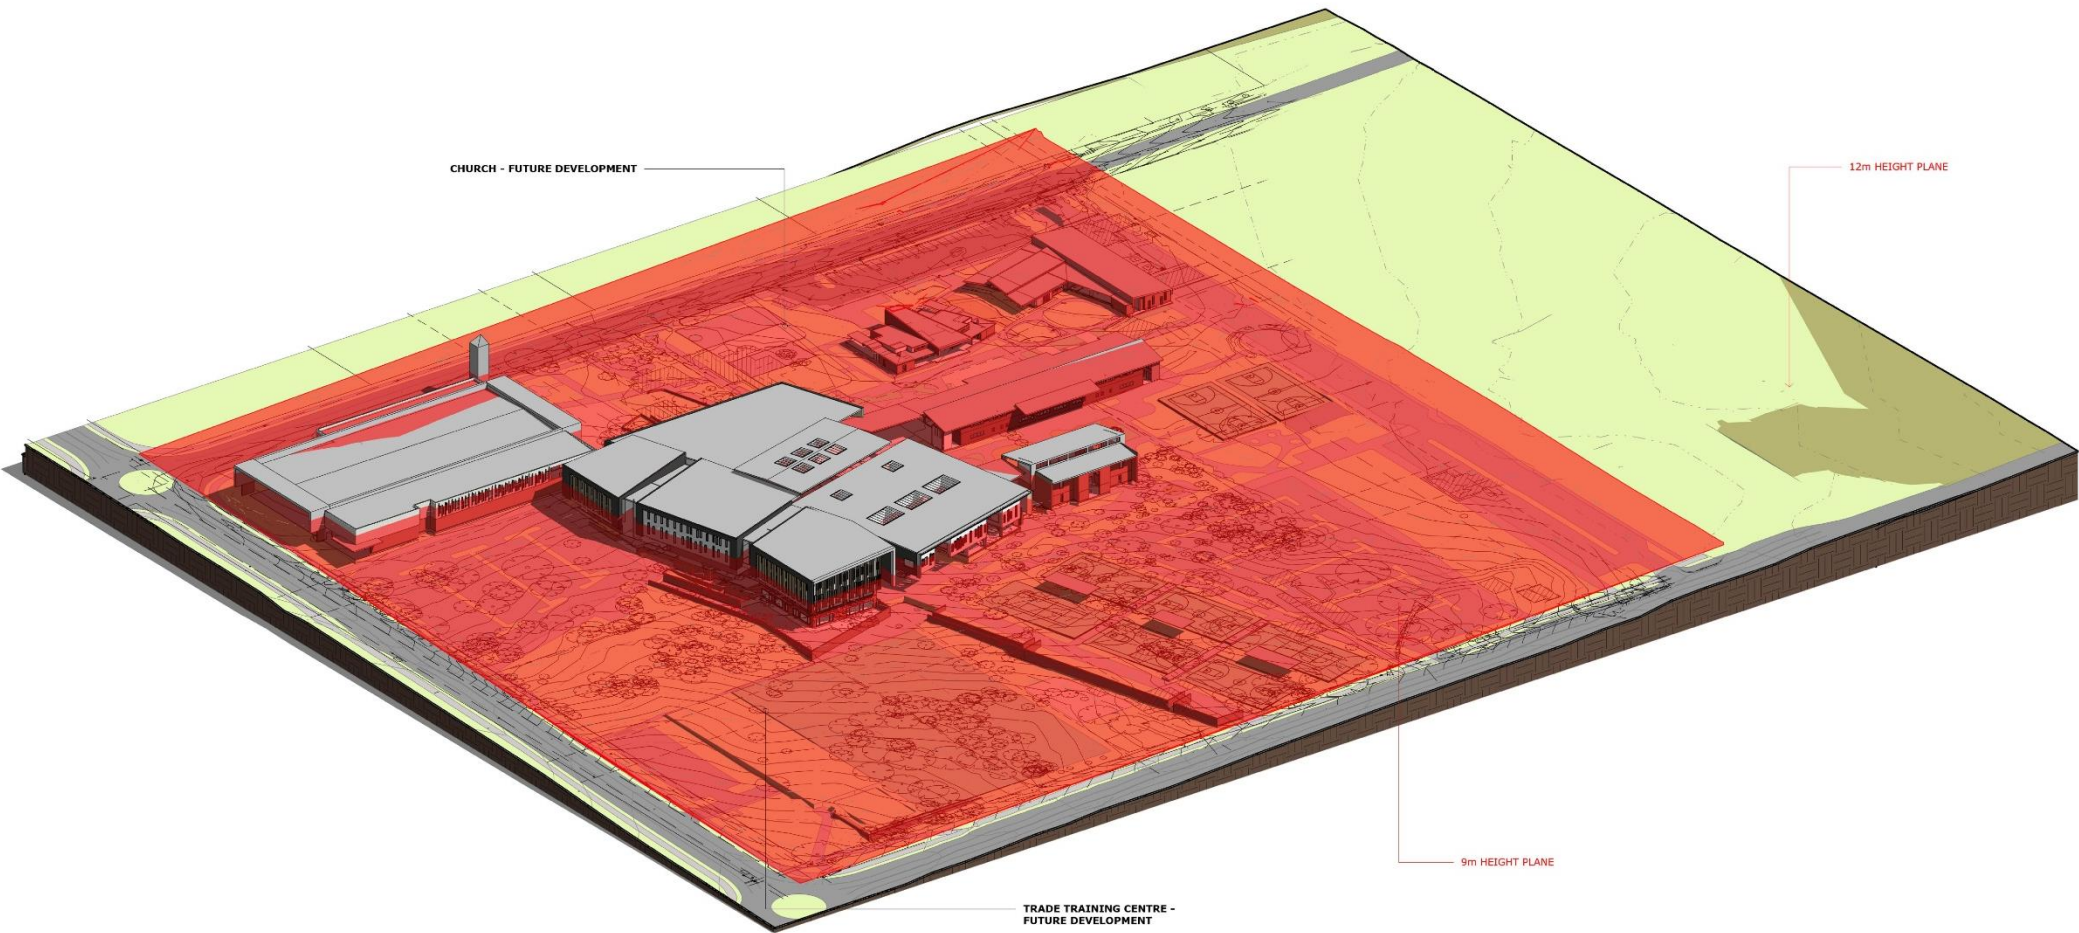 CHURCH - FUTURE DEVELOPMENT
12m HEIGHT PLANE
9m HEIGHT PLANE
TRADE TRAINING CENTRE -
FUTURE DEVELOPMENT